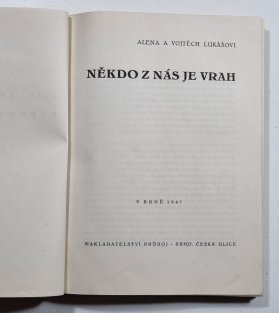 ALENA A VOJTĚCH LUKÁŠOVI
NĚKDO Z NÁS JE VRAH
V BRNĚ 1947
NAKLADATELSTVÍ PRŮBOJ - BRNO, ČESKÁ ULICE